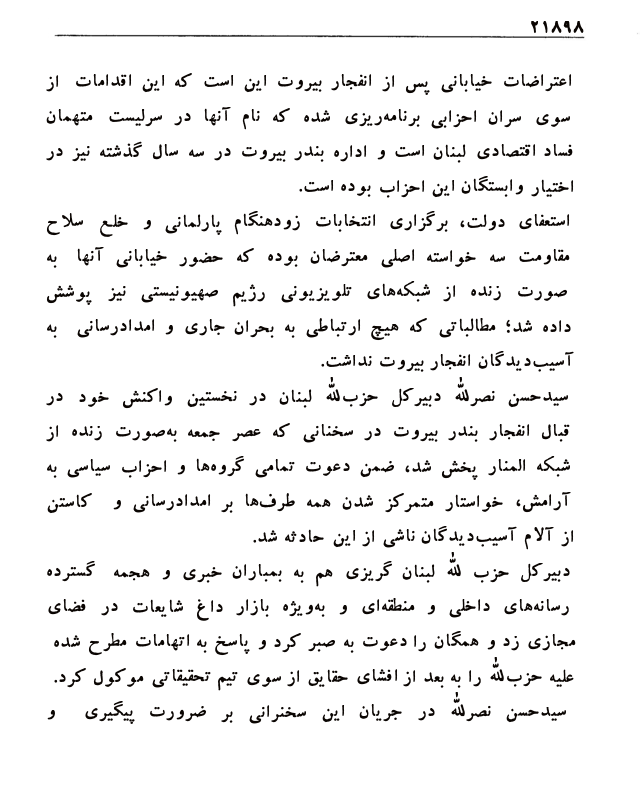 ۲۱۸۹۸
اعتراضات خیابانی پس از انفجار بیروت این است که این اقدامات از
سوی سران احزابی برنامه‌ریزی شده که نام آنها در سرلیست متهمان
فساد اقتصادی لبنان است و اداره بندر بیروت در سه سال گذشته نیز در
اختیار وابستگان این احزاب بوده است.
استعفای دولت، برگزاری انتخابات زودهنگام پارلمانی و خلع سلاح
مقاومت سه خواسته اصلی معترضان بوده که حضور خیابانی آنها به
صورت زنده از شبکه‌های تلویزیونی رژیم صهیونیستی نیز پوشش
داده شد؛ مطالباتی که هیچ ارتباطی به بحران جاری و امدادرسانی به
آسیب‌دیدگان انفجار بیروت نداشت.
سیدحسن نصرالله دبیرکل حزب‌الله لبنان در نخستین واکنش خود در
قبال انفجار بندر بیروت در سخنانی که عصر جمعه به‌صورت زنده از
شبکه المنار پخش شد، ضمن دعوت تمامی گروه‌ها و احزاب سیاسی به
آرامش، خواستار متمرکز شدن همه طرف‌ها بر امدادرسانی و کاستن
از آلام آسیب‌دیدگان ناشی از این حادثه شد.
دبیرکل حزب الله لبنان گریزی هم به بمباران خبری و هجمه گسترده
رسانه‌های داخلی و منطقه‌ای و به‌ویژه بازار داغ شایعات در فضای
مجازی زد و همگان را دعوت به صبر کرد و پاسخ به اتهامات مطرح شده
علیه حزب‌الله را به بعد از افشای حقایق از سوی تیم تحقیقاتی موکول کرد.
سیدحسن نصرالله در جریان این سخنرانی بر ضرورت پیگیری و